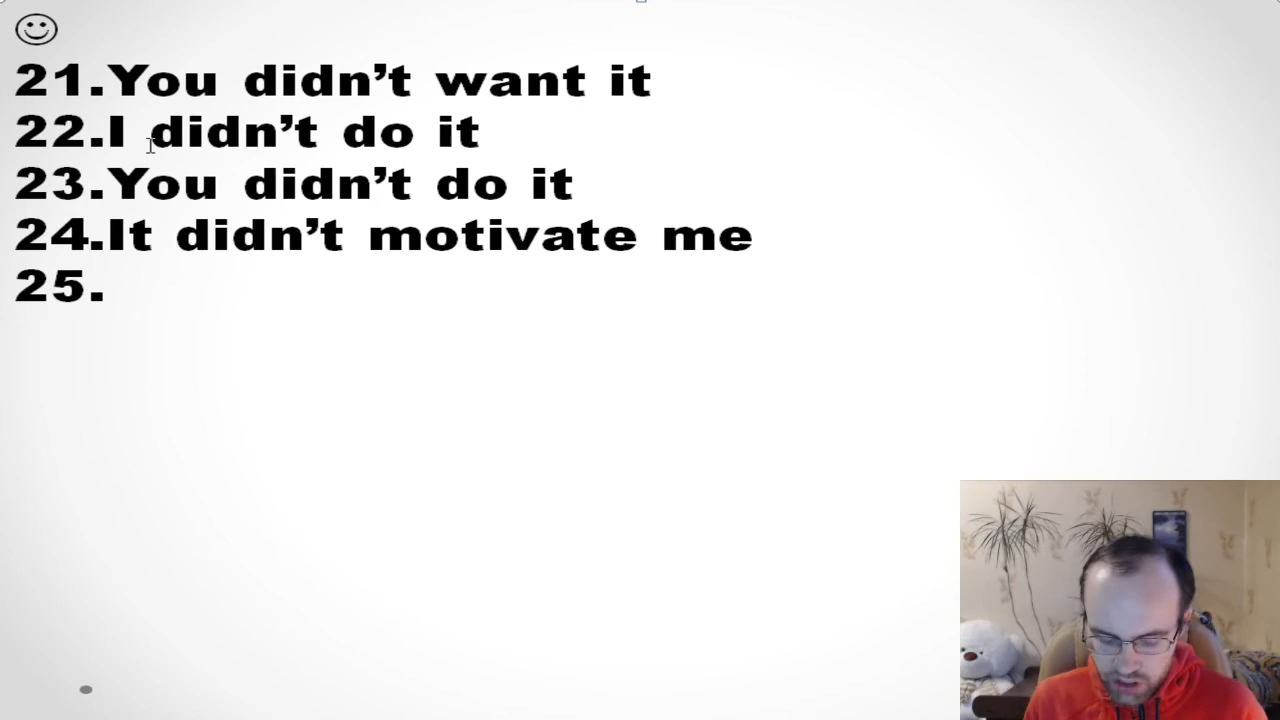 21.You didn’t want it
22.I didn’t do it
23.You didn’t do it
24.It didn’t motivate me
25.